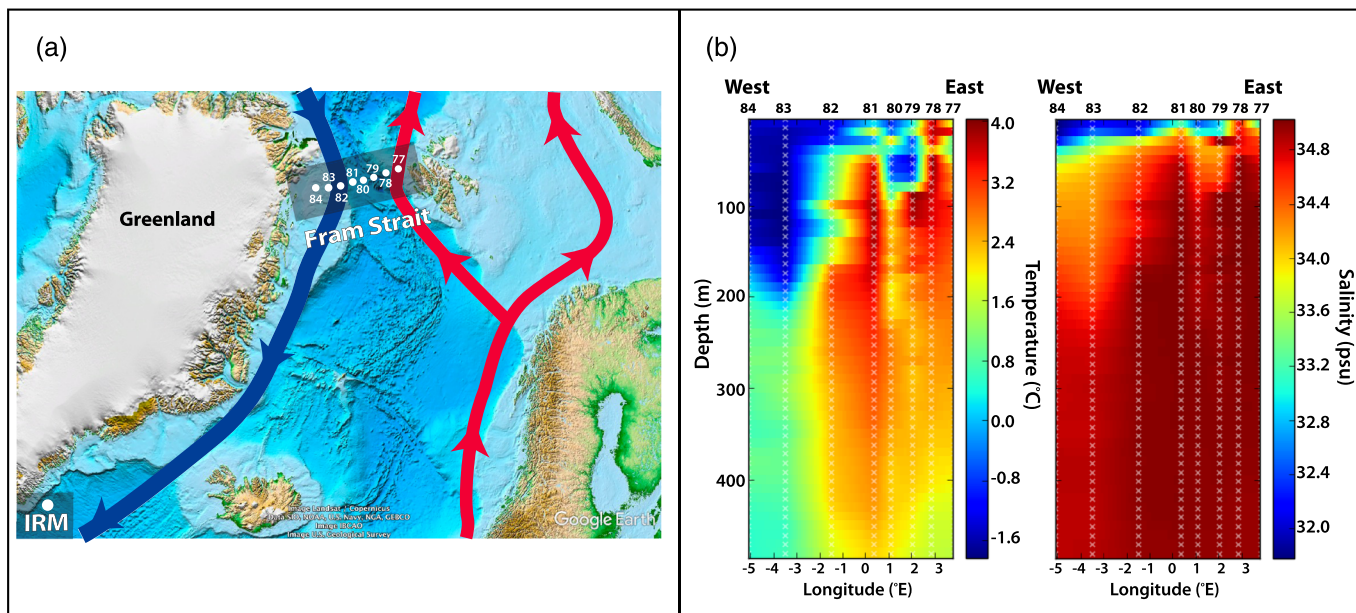 (a)
Greenland
83
84
82
81
80
79
78
77
Fram Strait
IRM
Image Landsat / Copernicus
Data SIO, NOAA, U.S. Navy, NGA, GEBCO
Image IBCAO
Image U.S. Geological Survey
Google Earth
(b)
West East
84 83 82 81 80 79 78 77
100
200
300
400
Depth (m)
-5 -4 -3 -2 -1 0 1 2 3
Longitude (°E)
4.0
3.2
2.4
1.6
0.8
0.0
-0.8
-1.6
Temperature (°C)
West East
84 83 82 81 80 79 78 77
-5 -4 -3 -2 -1 0 1 2 3
Longitude (°E)
34.8
34.4
34.0
33.6
33.2
32.8
32.4
32.0
Salinity (psu)